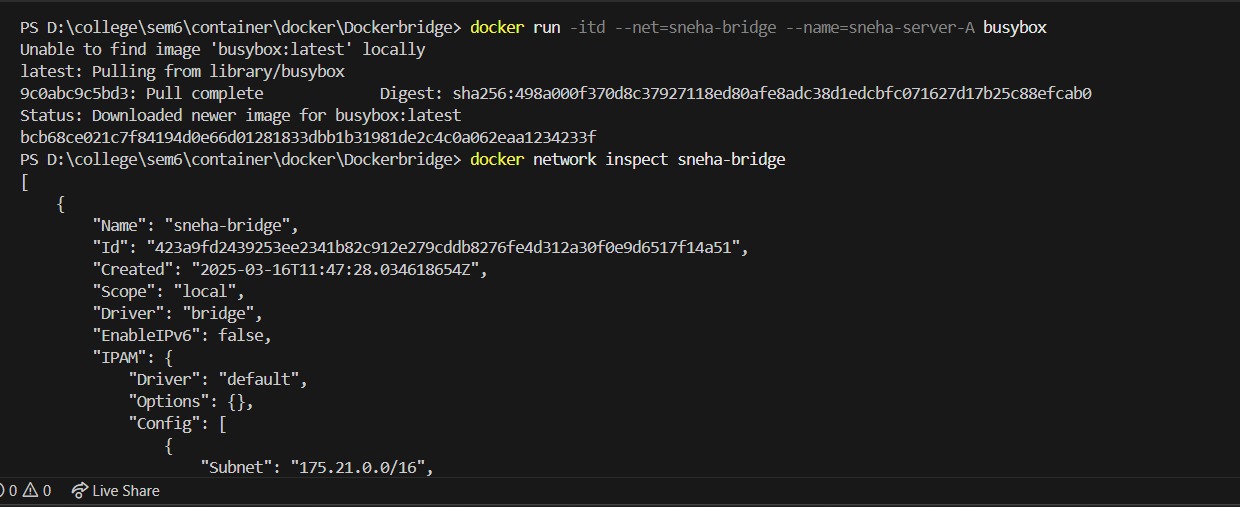 PS D:\college\sem6\container\docker\Dockerbridge> docker run -itd --net=sneha-bridge --name=sneha-server-A busybox
Unable to find image 'busybox:latest' locally
latest: Pulling from library/busybox
9c0abc9c5bd3: Pull complete Digest: sha256:498a000f370d8c37927118ed80afe8adc38d1edcbfc071627d17b25c88efcab0
Status: Downloaded newer image for busybox:latest
bcb68ce021c7f84194d0e66d01281833dbb1b31981de2c4c0a062eaa1234233f
PS D:\college\sem6\container\docker\Dockerbridge> docker network inspect sneha-bridge
[
    {
        "Name": "sneha-bridge",
        "Id": "423a9fd2439253ee2341b82c912e279cddb8276fe4d312a30f0e9d6517f14a51",
        "Created": "2025-03-16T11:47:28.034618654Z",
        "Scope": "local",
        "Driver": "bridge",
        "EnableIPv6": false,
        "IPAM": {
            "Driver": "default",
            "Options": {},
            "Config": [
                {
                    "Subnet": "175.21.0.0/16",
0 0 Live Share